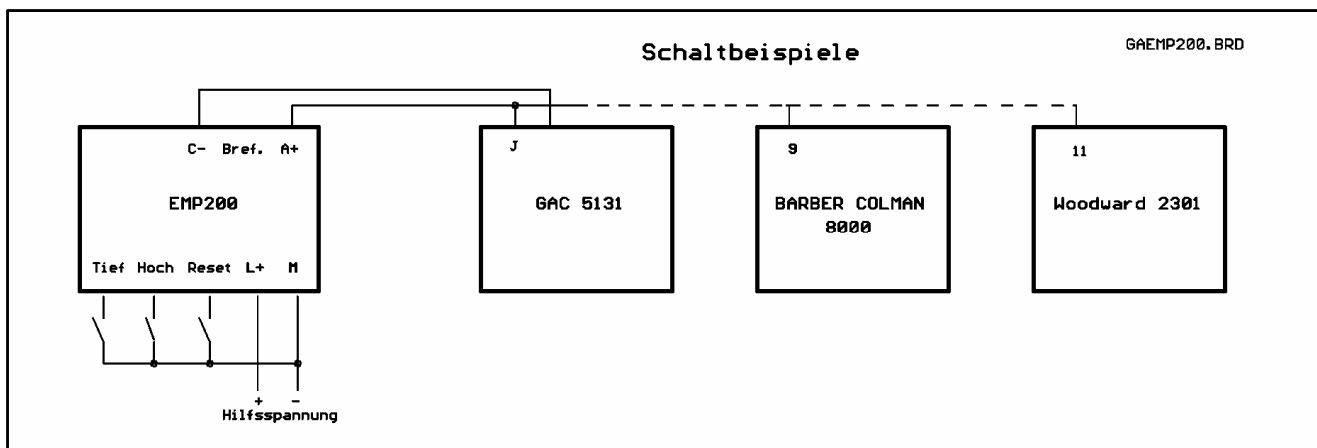 Schaltbeispiele
GAEMP200.BRD
C- Bref. A+
EMP200
Tief Hoch Reset L+ M
J
GAC 5131
9
BARBER COLMAN
8000
11
Woodward 2301
+ -
Hilfsspannung